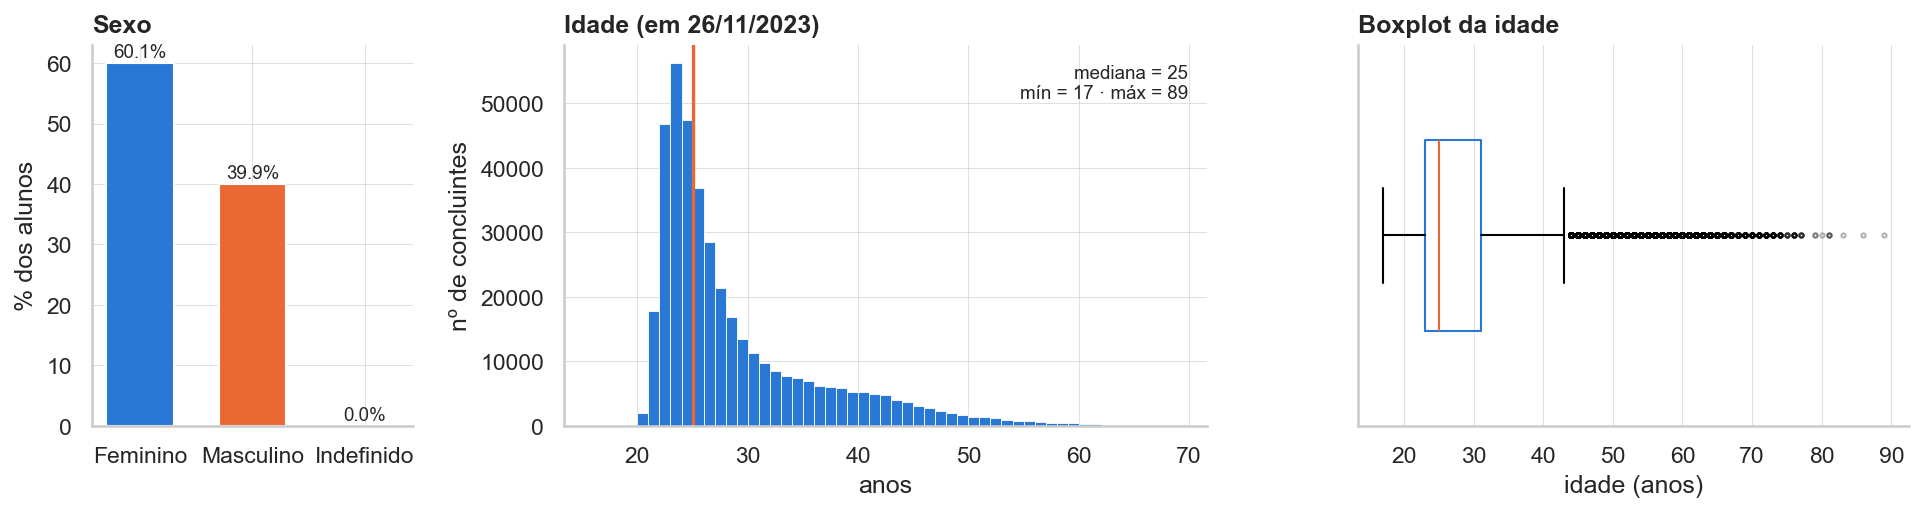 Sexo
% dos alunos
60
50
40
30
20
10
0
60.1%
39.9%
0.0%
Feminino Masculino Indefinido
Idade (em 26/11/2023)
nº de concluintes
50000
40000
30000
20000
10000
0
mediana = 25
mín = 17 · máx = 89
20 30 40 50 60 70
anos
Boxplot da idade
20 30 40 50 60 70 80 90
idade (anos)